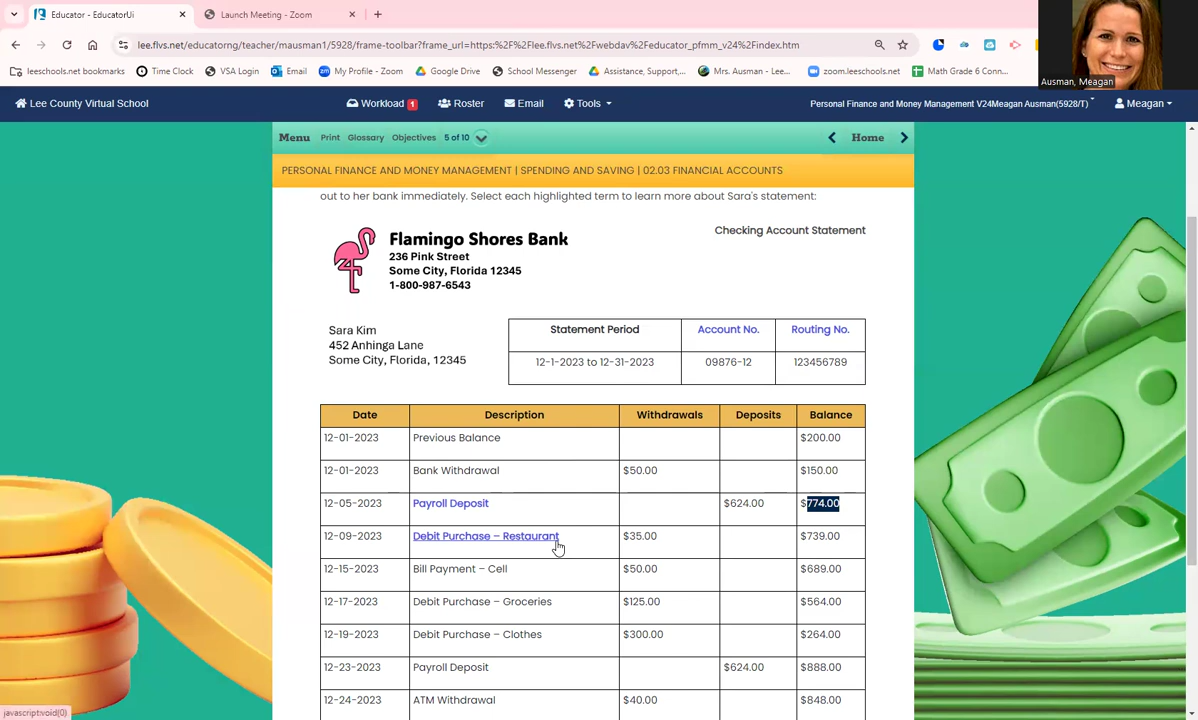 Educator - EducatorUi
Launch Meeting - Zoom
lee.flvs.net/educatorng/teacher/mausman1/5928/frame-toolbar?frame_url=https:%2F%2Flee.flvs.net%2Fwebdav%2Feducator_pfmm_v24%2Findex.htm
leeschools.net bookmarks Time Clock VSA Login Email My Profile - Zoom Google Drive School Messenger Assistance, Support,... Mrs. Ausman - Lee... zoom.leeschools.net Math Grade 6 Conn...
Ausman, Meagan
Lee County Virtual School Workload 1 Roster Email Tools Personal Finance and Money Management V24Meagan Ausman(5928/T) Meagan
Menu Print Glossary Objectives 5 of 10 Home
PERSONAL FINANCE AND MONEY MANAGEMENT | SPENDING AND SAVING | 02.03 FINANCIAL ACCOUNTS
out to her bank immediately. Select each highlighted term to learn more about Sara's statement:
Flamingo Shores Bank
Checking Account Statement
236 Pink Street
Some City, Florida 12345
1-800-987-6543
Sara Kim
452 Anhinga Lane
Some City, Florida, 12345
Statement Period Account No. Routing No.
12-1-2023 to 12-31-2023 09876-12 123456789
Date Description Withdrawals Deposits Balance
12-01-2023 Previous Balance $200.00
12-01-2023 Bank Withdrawal $50.00 $150.00
12-05-2023 Payroll Deposit $624.00 $774.00
12-09-2023 Debit Purchase – Restaurant $35.00 $739.00
12-15-2023 Bill Payment – Cell $50.00 $689.00
12-17-2023 Debit Purchase – Groceries $125.00 $564.00
12-19-2023 Debit Purchase – Clothes $300.00 $264.00
12-23-2023 Payroll Deposit $624.00 $888.00
12-24-2023 ATM Withdrawal $40.00 $848.00
javascript:void(0)